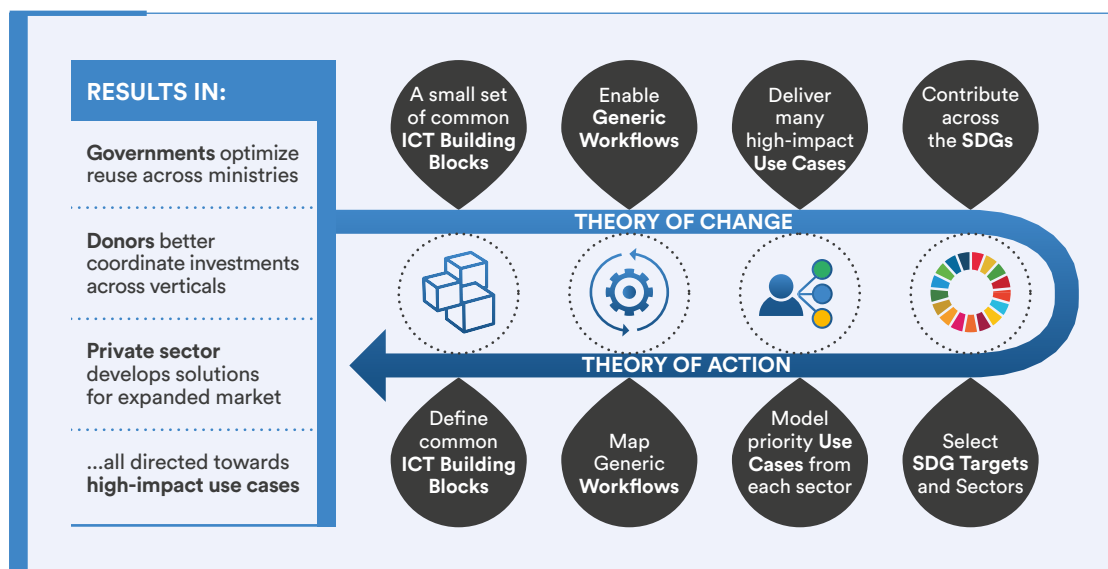 RESULTS IN:
Governments optimize
reuse across ministries
Donors better
coordinate investments
across verticals
Private sector
develops solutions
for expanded market
...all directed towards
high-impact use cases
A small set
of common
ICT Building
Blocks
Enable
Generic
Workflows
Deliver
many
high-impact
Use Cases
Contribute
across
the SDGs
THEORY OF CHANGE
THEORY OF ACTION
Define
common
ICT Building
Blocks
Map
Generic
Workflows
Model
priority Use
Cases from
each sector
Select
SDG Targets
and Sectors